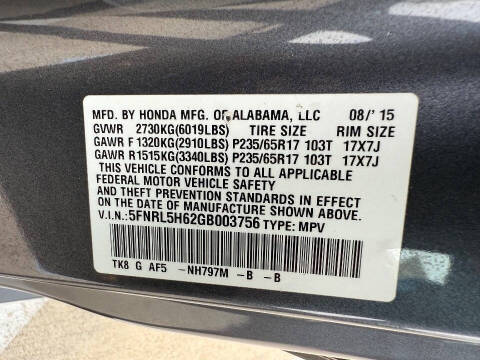 MFD. BY HONDA MFG. OF ALABAMA, LLC 08/'15
GVWR 2730KG(6019LBS) TIRE SIZE RIM SIZE
GAWR F1320KG(2910LBS) P235/65R17 103T 17X7J
GAWR R1515KG(3340LBS) P235/65R17 103T 17X7J
THIS VEHICLE CONFORMS TO ALL APPLICABLE
FEDERAL MOTOR VEHICLE SAFETY
AND THEFT PREVENTION STANDARDS IN EFFECT
ON THE DATE OF MANUFACTURE SHOWN ABOVE.
V.I.N:5FNRL5H62GB003756 TYPE: MPV
TK8 G AF5 -NH797M -B -B